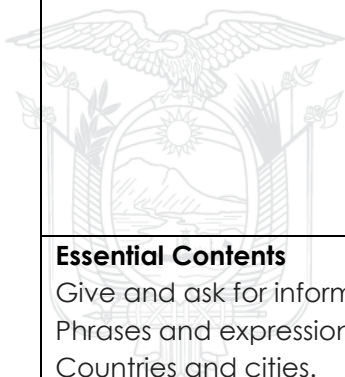 Essential Contents
Give and ask for inform
Phrases and expression
Countries and cities.